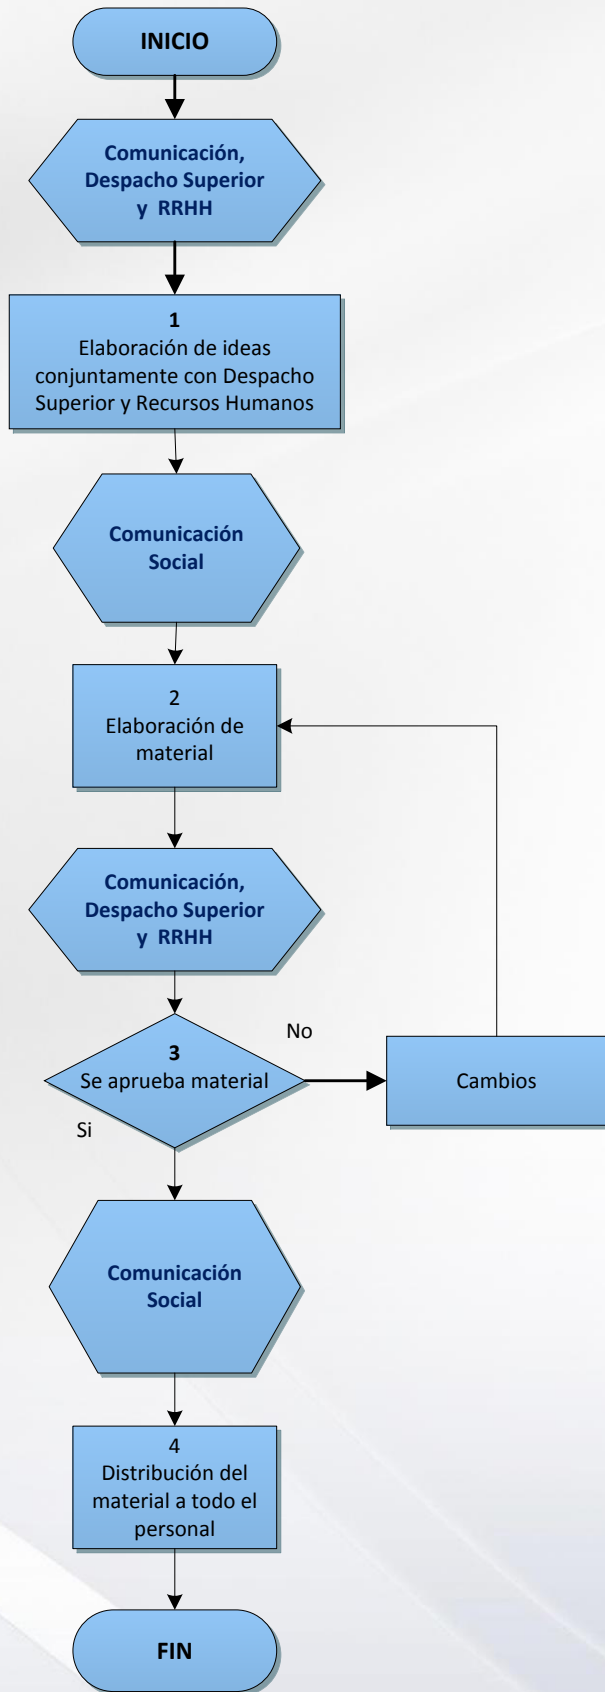 INICIO
Comunicación,
Despacho Superior
y RRHH
1
Elaboración de ideas
conjuntamente con Despacho
Superior y Recursos Humanos
Comunicación
Social
2
Elaboración de
material
Comunicación,
Despacho Superior
y RRHH
3
Se aprueba material
No
Cambios
Si
Comunicación
Social
4
Distribución del
material a todo el
personal
FIN